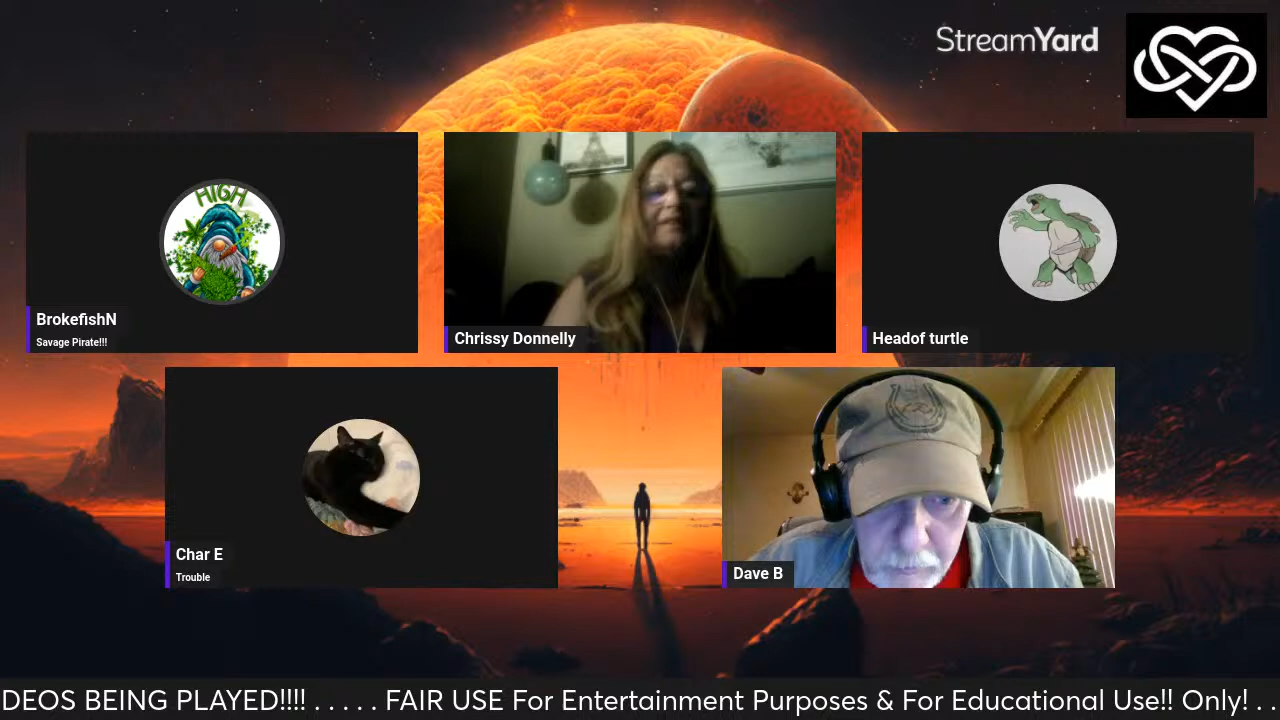 StreamYard
HIGH
BrokefishN
Savage Pirate!!!
Chrissy Donnelly
Headof turtle
Char E
Trouble
Dave B
DEOS BEING PLAYED!!!! . . . . . FAIR USE For Entertainment Purposes & For Educational Use!! Only! . .